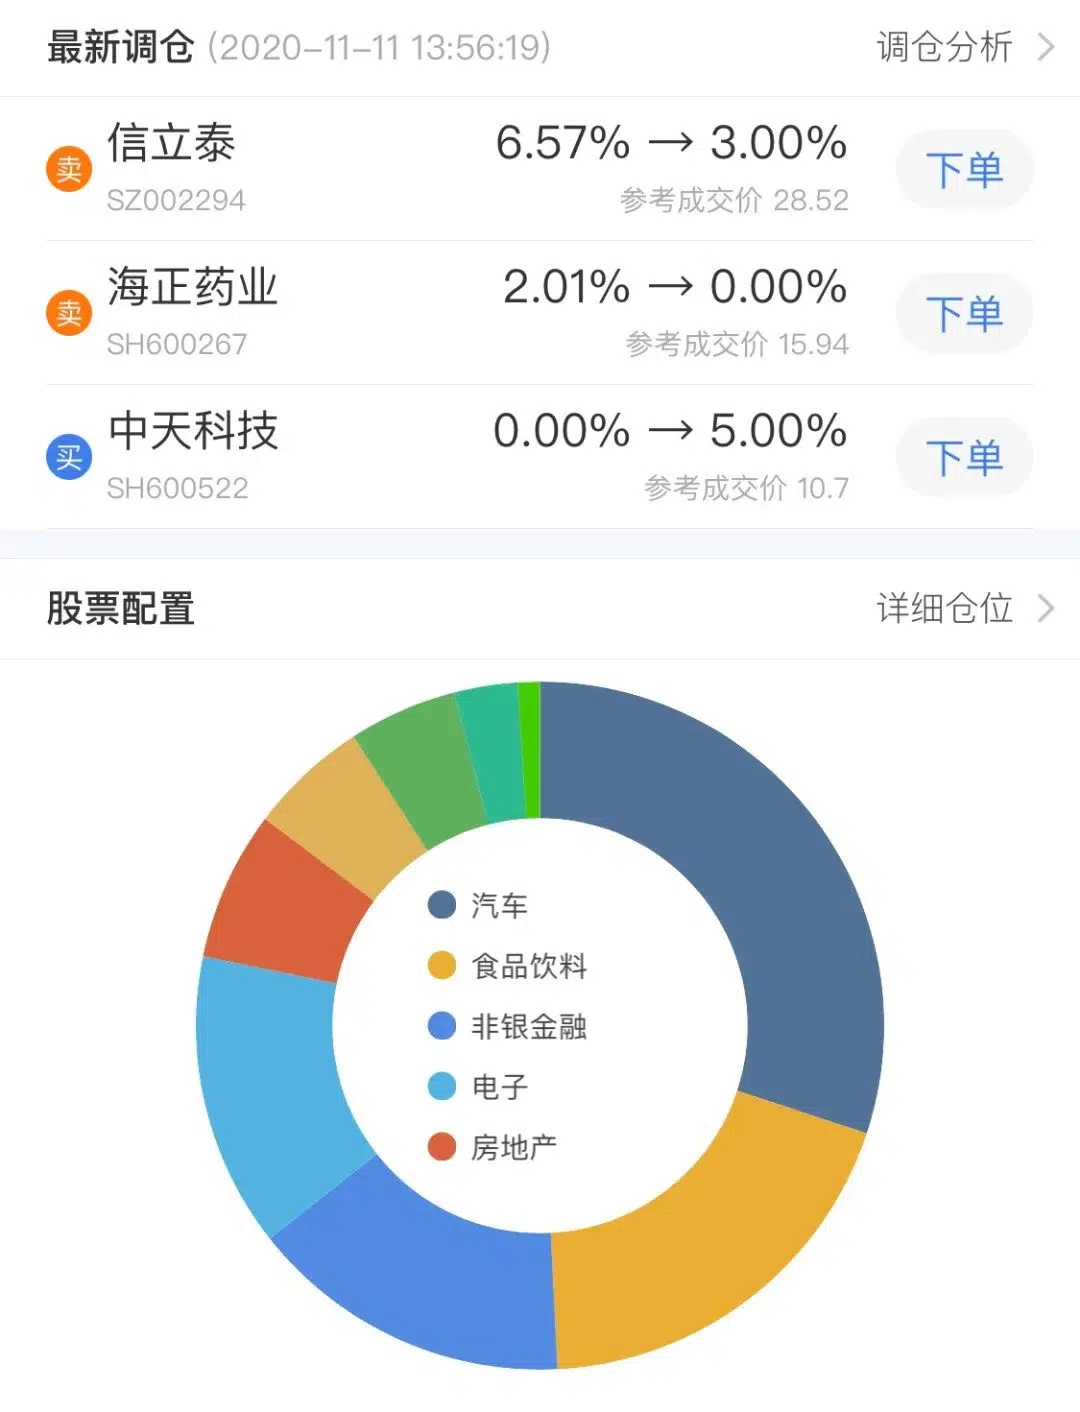 最新调仓 (2020-11-11 13:56:19) 调仓分析
卖 信立泰 6.57% → 3.00% 下单
SZ002294 参考成交价 28.52
卖 海正药业 2.01% → 0.00% 下单
SH600267 参考成交价 15.94
买 中天科技 0.00% → 5.00% 下单
SH600522 参考成交价 10.7
股票配置 详细仓位
汽车
食品饮料
非银金融
电子
房地产